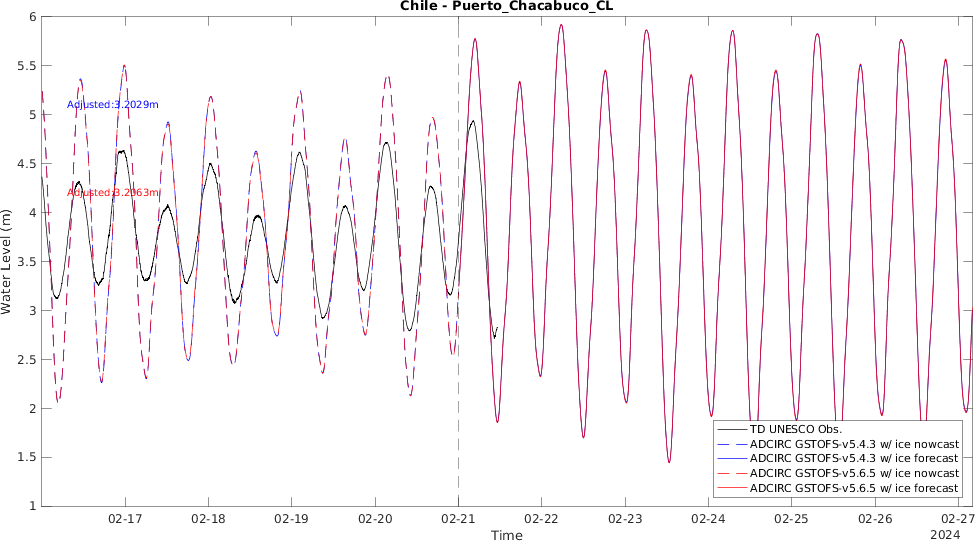 Chile - Puerto_Chacabuco_CL
Water Level (m)
6
5.5
5
4.5
4
3.5
3
2.5
2
1.5
1
Adjusted:3.2029m
Adjusted:3.2063m
TD UNESCO Obs.
ADCIRC GSTOFS-v5.4.3 w/ ice nowcast
ADCIRC GSTOFS-v5.4.3 w/ ice forecast
ADCIRC GSTOFS-v5.6.5 w/ ice nowcast
ADCIRC GSTOFS-v5.6.5 w/ ice forecast
02-17 02-18 02-19 02-20 02-21 02-22 02-23 02-24 02-25 02-26 02-27
Time
2024